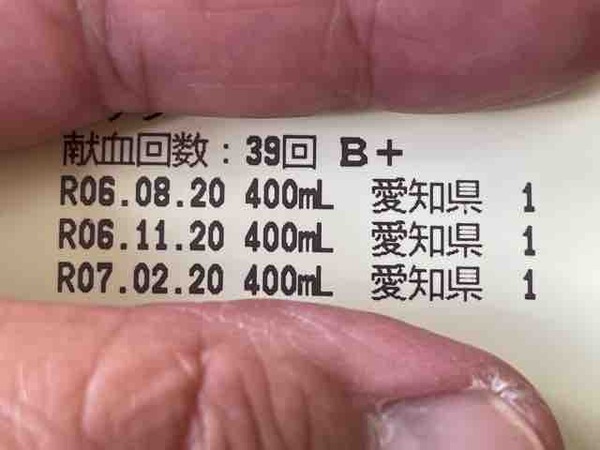 献血回数：39回 B+
R06.08.20 400mL 愛知県 1
R06.11.20 400mL 愛知県 1
R07.02.20 400mL 愛知県 1